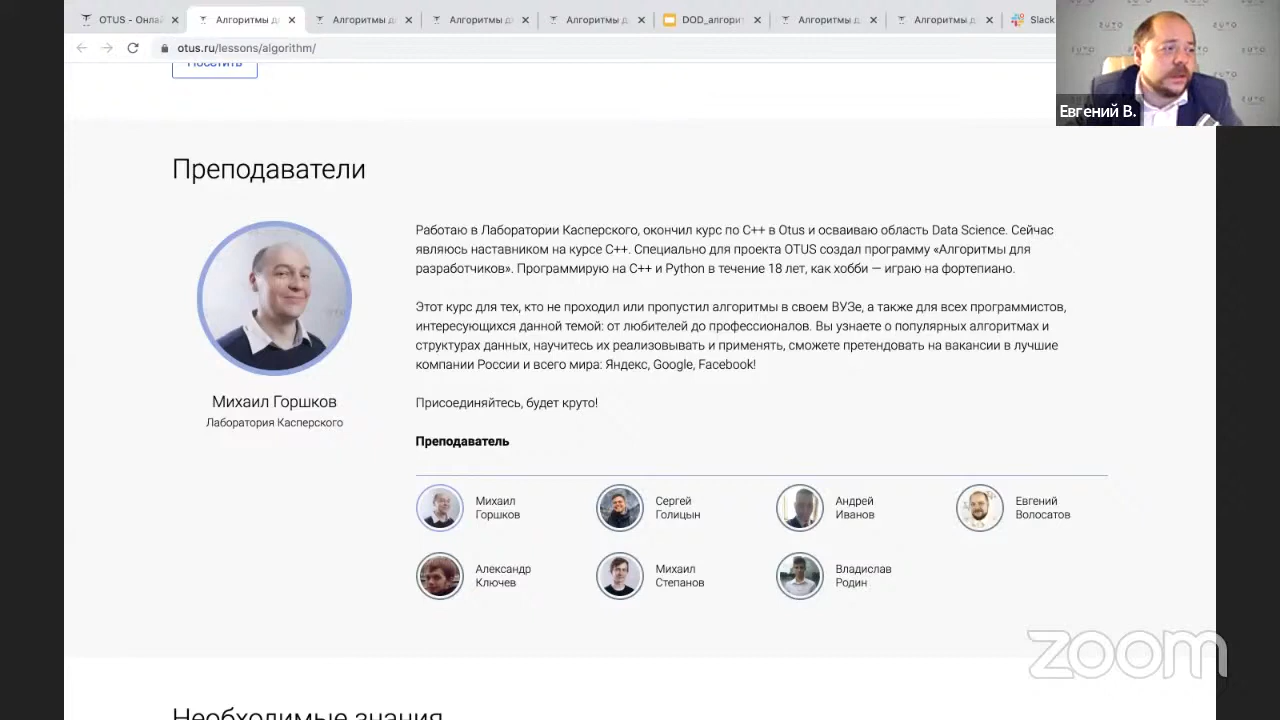 OTUS - Онлай
Алгоритмы д
Алгоритмы д
Алгоритмы д
Алгоритмы д
DOD_алгорит
Алгоритмы д
Алгоритмы д
Slack
otus.ru/lessons/algorithm/
Посетить
Евгений В.
Преподаватели
Работаю в Лаборатории Касперского, окончил курс по C++ в Otus и осваиваю область Data Science. Сейчас
являюсь наставником на курсе C++. Специально для проекта OTUS создал программу «Алгоритмы для
разработчиков». Программирую на C++ и Python в течение 18 лет, как хобби — играю на фортепиано.
Этот курс для тех, кто не проходил или пропустил алгоритмы в своем ВУЗе, а также для всех программистов,
интересующихся данной темой: от любителей до профессионалов. Вы узнаете о популярных алгоритмах и
структурах данных, научитесь их реализовывать и применять, сможете претендовать на вакансии в лучшие
компании России и всего мира: Яндекс, Google, Facebook!
Присоединяйтесь, будет круто!
Михаил Горшков
Лаборатория Касперского
Преподаватель
Михаил
Горшков
Сергей
Голицын
Андрей
Иванов
Евгений
Волосатов
Александр
Ключев
Михаил
Степанов
Владислав
Родин
zoom
Необходимые знания